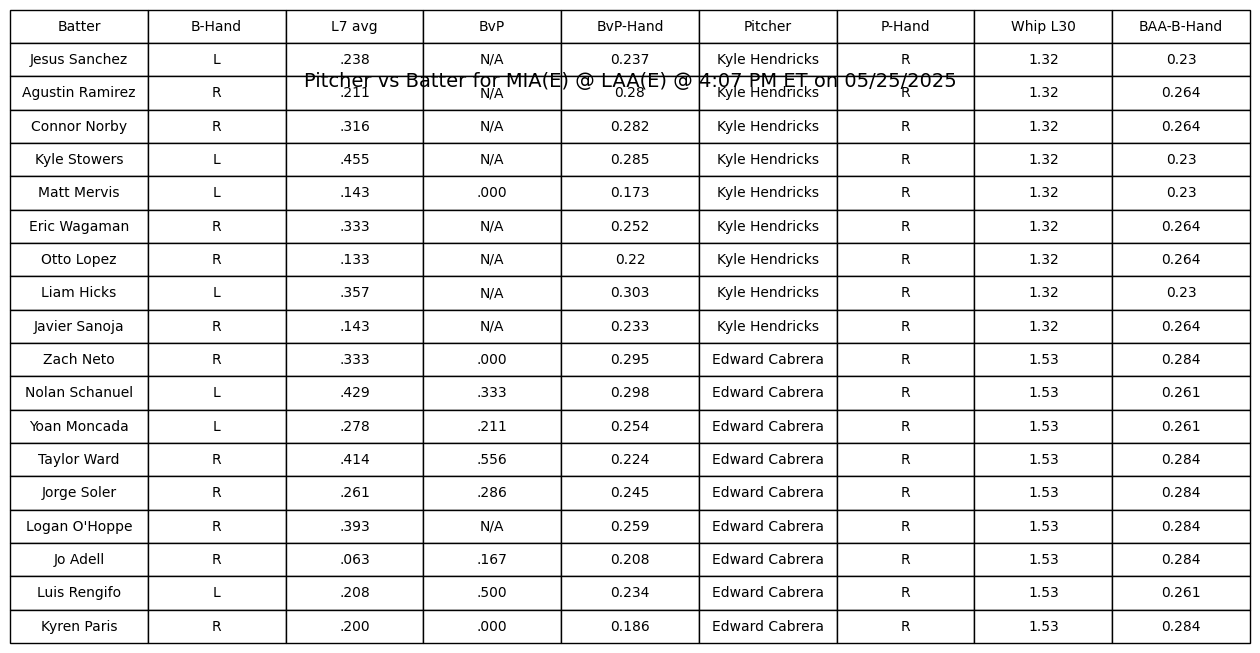 Batter B-Hand L7 avg BvP BvP-Hand Pitcher P-Hand Whip L30 BAA-B-Hand
Jesus Sanchez L .238 N/A 0.237 Kyle Hendricks R 1.32 0.23
Pitcher vs Batter for MIA(E) @ LAA(E) @ 4:07 PM ET on 05/25/2025
Agustin Ramirez R .211 N/A 0.28 Kyle Hendricks R 1.32 0.264
Connor Norby R .316 N/A 0.282 Kyle Hendricks R 1.32 0.264
Kyle Stowers L .455 N/A 0.285 Kyle Hendricks R 1.32 0.23
Matt Mervis L .143 .000 0.173 Kyle Hendricks R 1.32 0.23
Eric Wagaman R .333 N/A 0.252 Kyle Hendricks R 1.32 0.264
Otto Lopez R .133 N/A 0.22 Kyle Hendricks R 1.32 0.264
Liam Hicks L .357 N/A 0.303 Kyle Hendricks R 1.32 0.23
Javier Sanoja R .143 N/A 0.233 Kyle Hendricks R 1.32 0.264
Zach Neto R .333 .000 0.295 Edward Cabrera R 1.53 0.284
Nolan Schanuel L .429 .333 0.298 Edward Cabrera R 1.53 0.261
Yoan Moncada L .278 .211 0.254 Edward Cabrera R 1.53 0.261
Taylor Ward R .414 .556 0.224 Edward Cabrera R 1.53 0.284
Jorge Soler R .261 .286 0.245 Edward Cabrera R 1.53 0.284
Logan O'Hoppe R .393 N/A 0.259 Edward Cabrera R 1.53 0.284
Jo Adell R .063 .167 0.208 Edward Cabrera R 1.53 0.284
Luis Rengifo L .208 .500 0.234 Edward Cabrera R 1.53 0.261
Kyren Paris R .200 .000 0.186 Edward Cabrera R 1.53 0.284